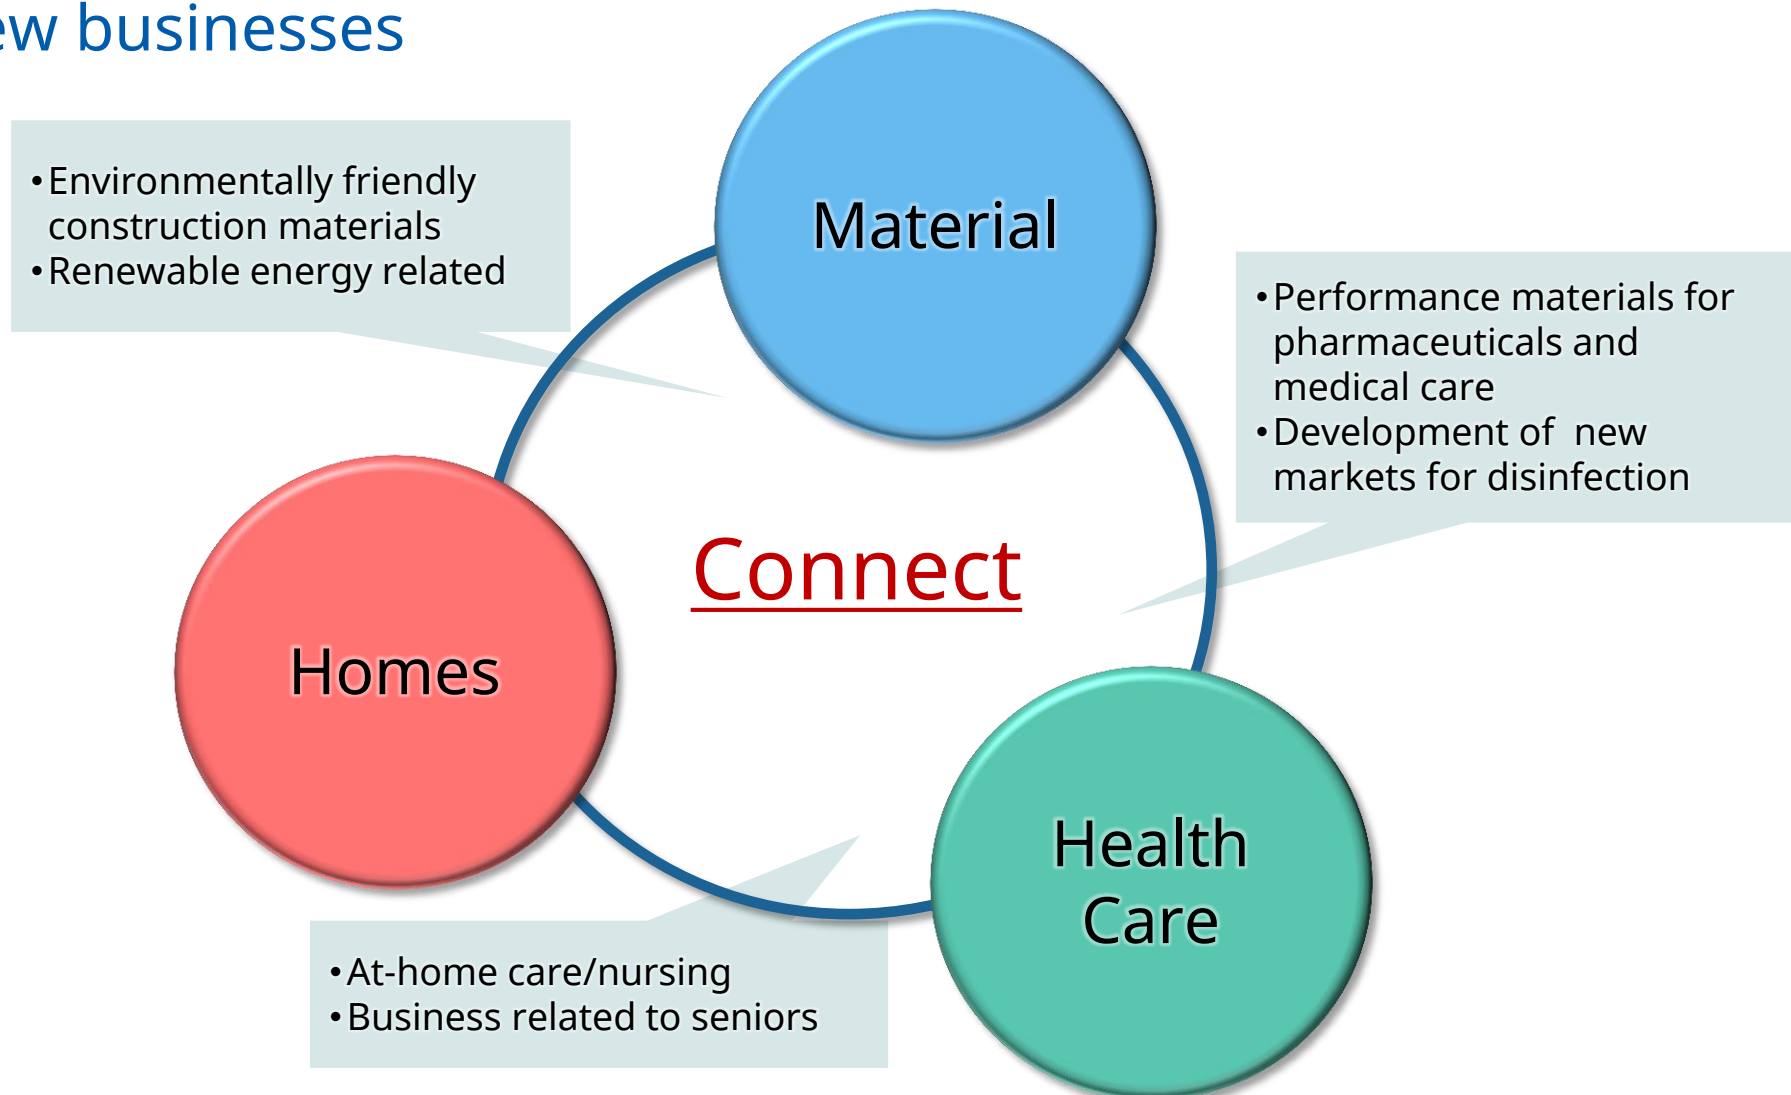 businesses
Material
•Environmentally friendly
construction materials
•Renewable energy related
•Performance materials for
pharmaceuticals and
medical care
•Development of  new
markets for disinfection
Connect
Homes
Health
Care
•At-home care/nursing
•Business related to seniors